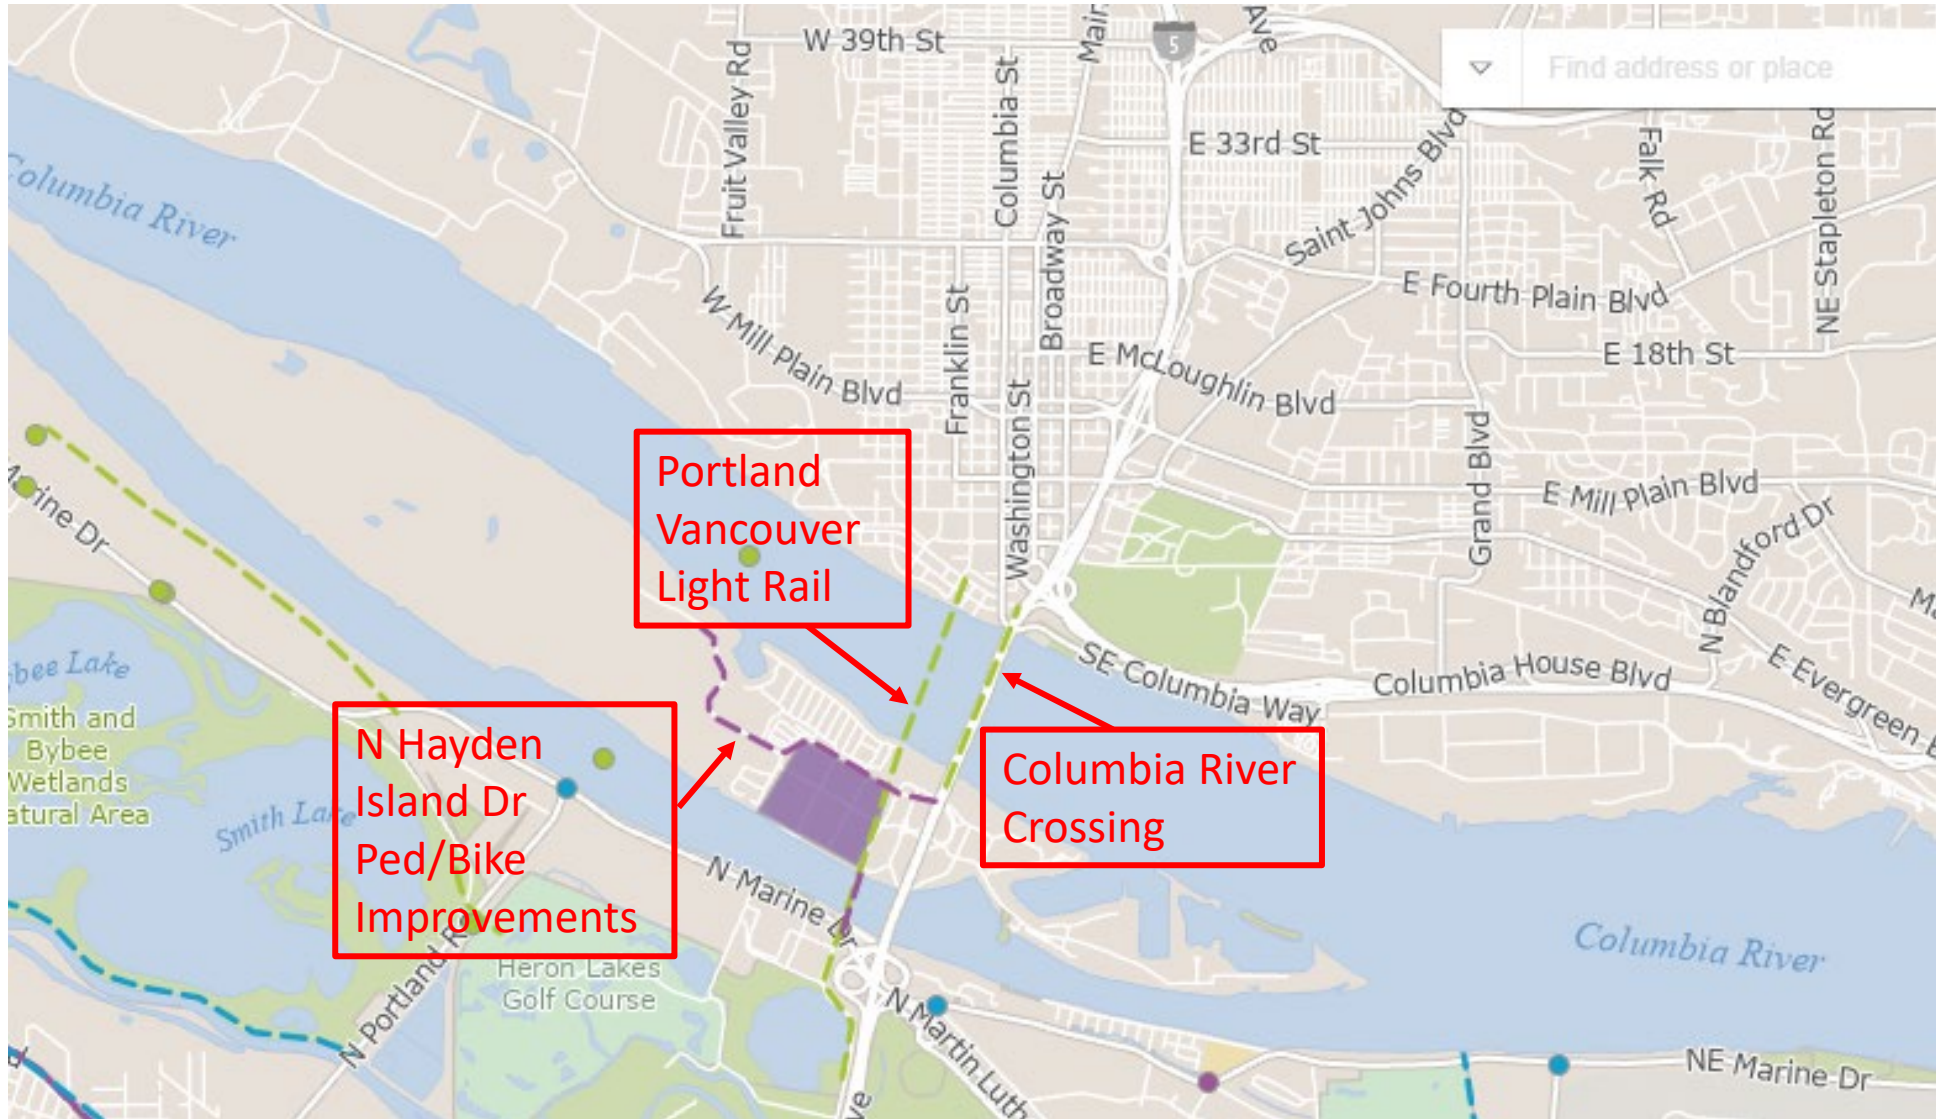 W 39th St
Main
Ave
5
Find address or place
Fruit Valley Rd
Columbia St
E 33rd St
Saint Johns Blvd
Falk Rd
NE Stapleton Rd
Columbia River
Broadway St
E Fourth Plain Blvd
W Mill Plain Blvd
Franklin St
E McLoughlin Blvd
E 18th St
Washington St
Grand Blvd
E Mill Plain Blvd
N Blandford Dr
Portland
Vancouver
Light Rail
Marine Dr
SE Columbia Way
Columbia House Blvd
E Evergreen B
ybee Lake
Smith and
Bybee
Wetlands
atural Area
Smith Lake
N Hayden
Island Dr
Ped/Bike
Improvements
Columbia River
Crossing
N Marine Dr
Heron Lakes
Golf Course
N Portland R
Columbia River
N Martin Luth
ve
NE Marine Dr